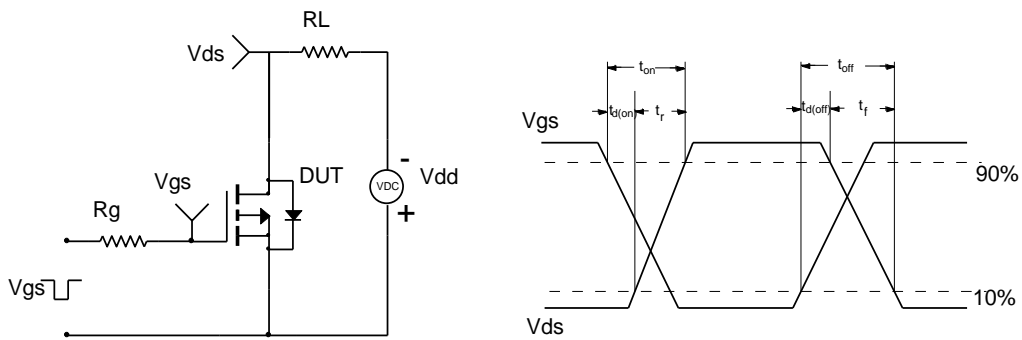 RL
Vds
DUT
VDC
-
+
Vdd
Vgs
Rg
Vgs
ton
toff
td(on)
tr
td(off)
tf
Vgs
90%
10%
Vds